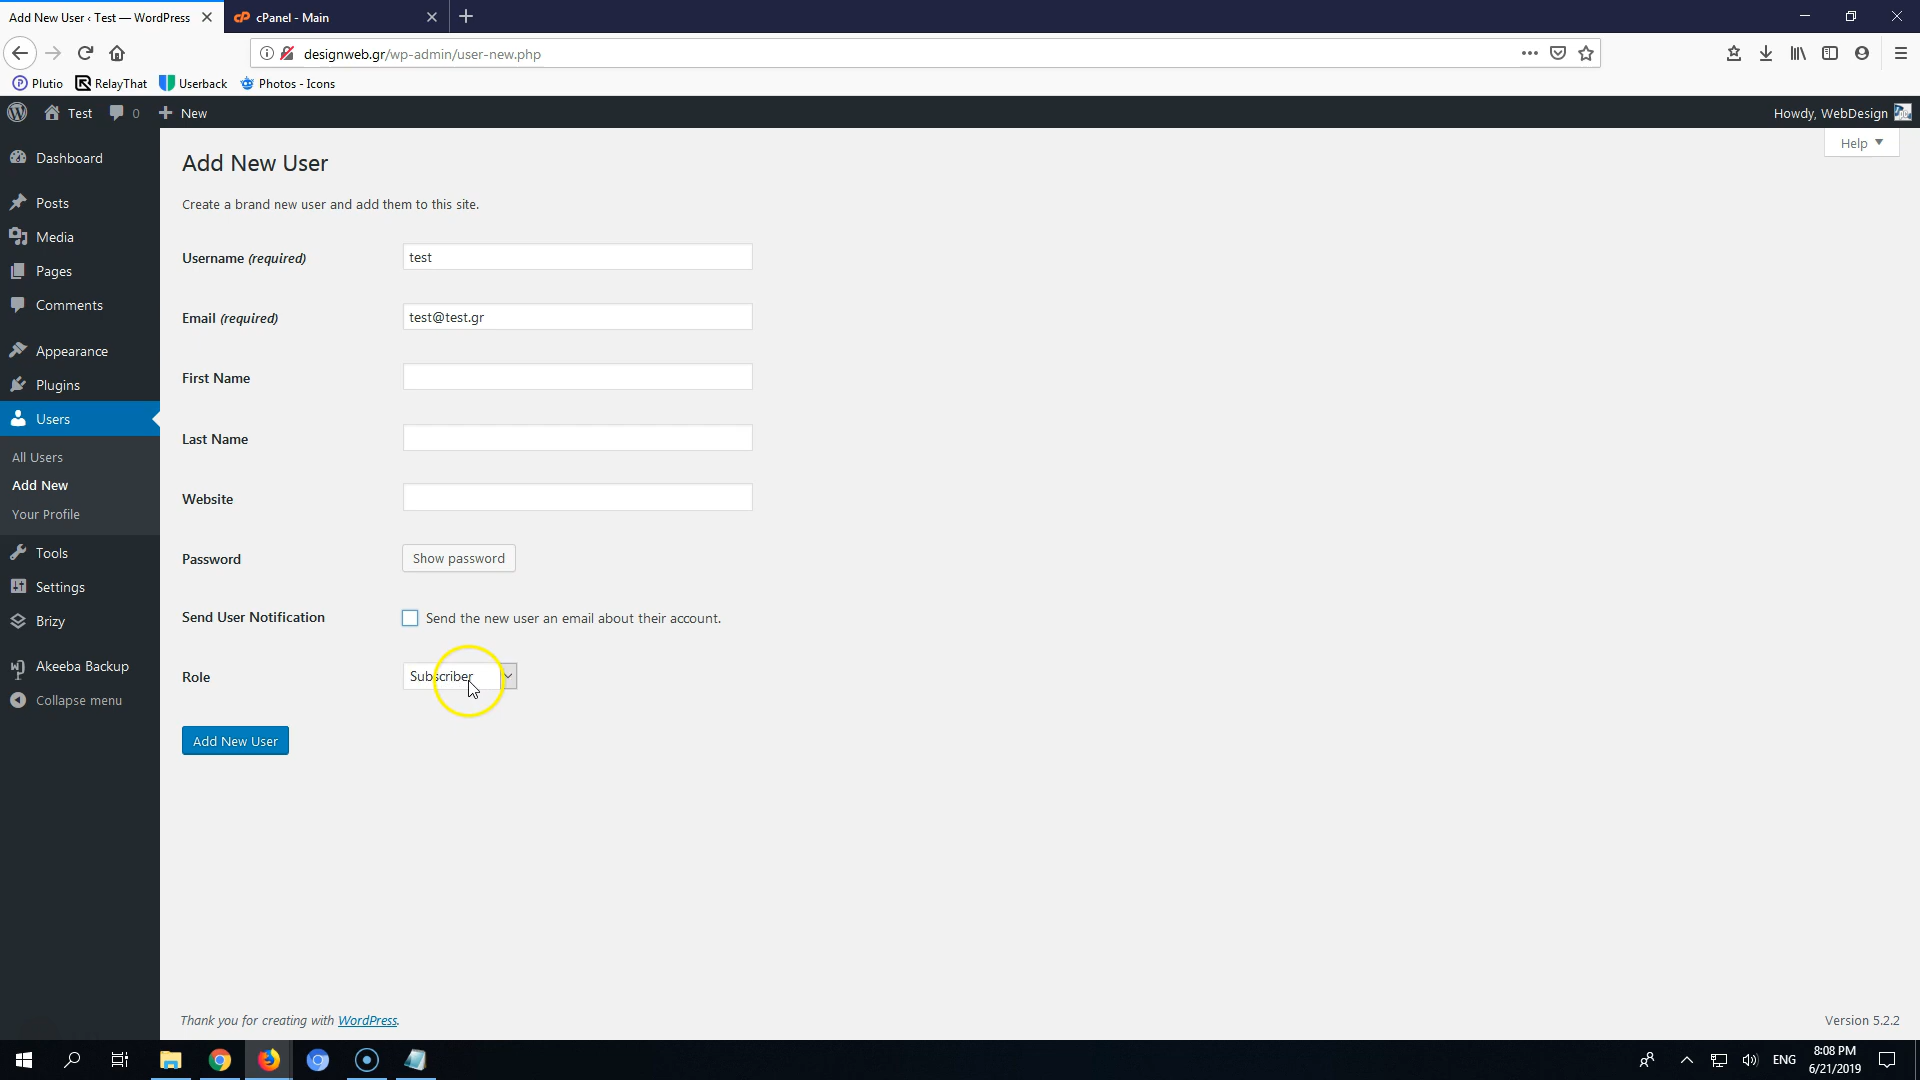 Add New User ‹ Test — WordPress
cPanel - Main
designweb.gr/wp-admin/user-new.php
Plutio
RelayThat
Userback
Photos - Icons
Test
0
New
Howdy, WebDesign
Help
Dashboard
Posts
Media
Pages
Comments
Appearance
Plugins
Users
All Users
Add New
Your Profile
Tools
Settings
Brizy
Akeeba Backup
Collapse menu
Add New User
Create a brand new user and add them to this site.
Username (required)
test
Email (required)
test@test.gr
First Name
Last Name
Website
Password
Show password
Send User Notification
Send the new user an email about their account.
Role
Subscriber
Add New User
Thank you for creating with WordPress.
Version 5.2.2
ENG
8:08 PM
6/21/2019